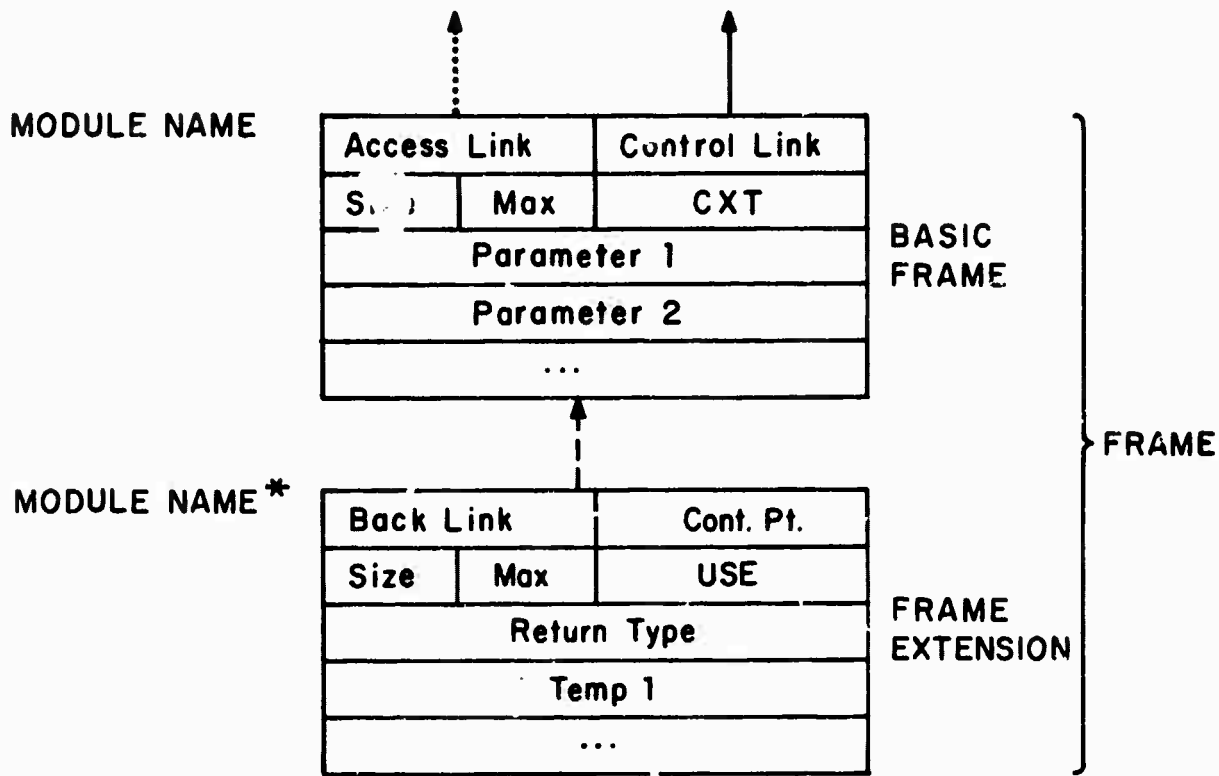 MODULE NAME
Access Link Control Link
Max CXT
Parameter 1
Parameter 2
...
BASIC
FRAME
FRAME
MODULE NAME*
Back Link Cont. Pt.
Size Max USE
Return Type
Temp 1
...
FRAME
EXTENSION